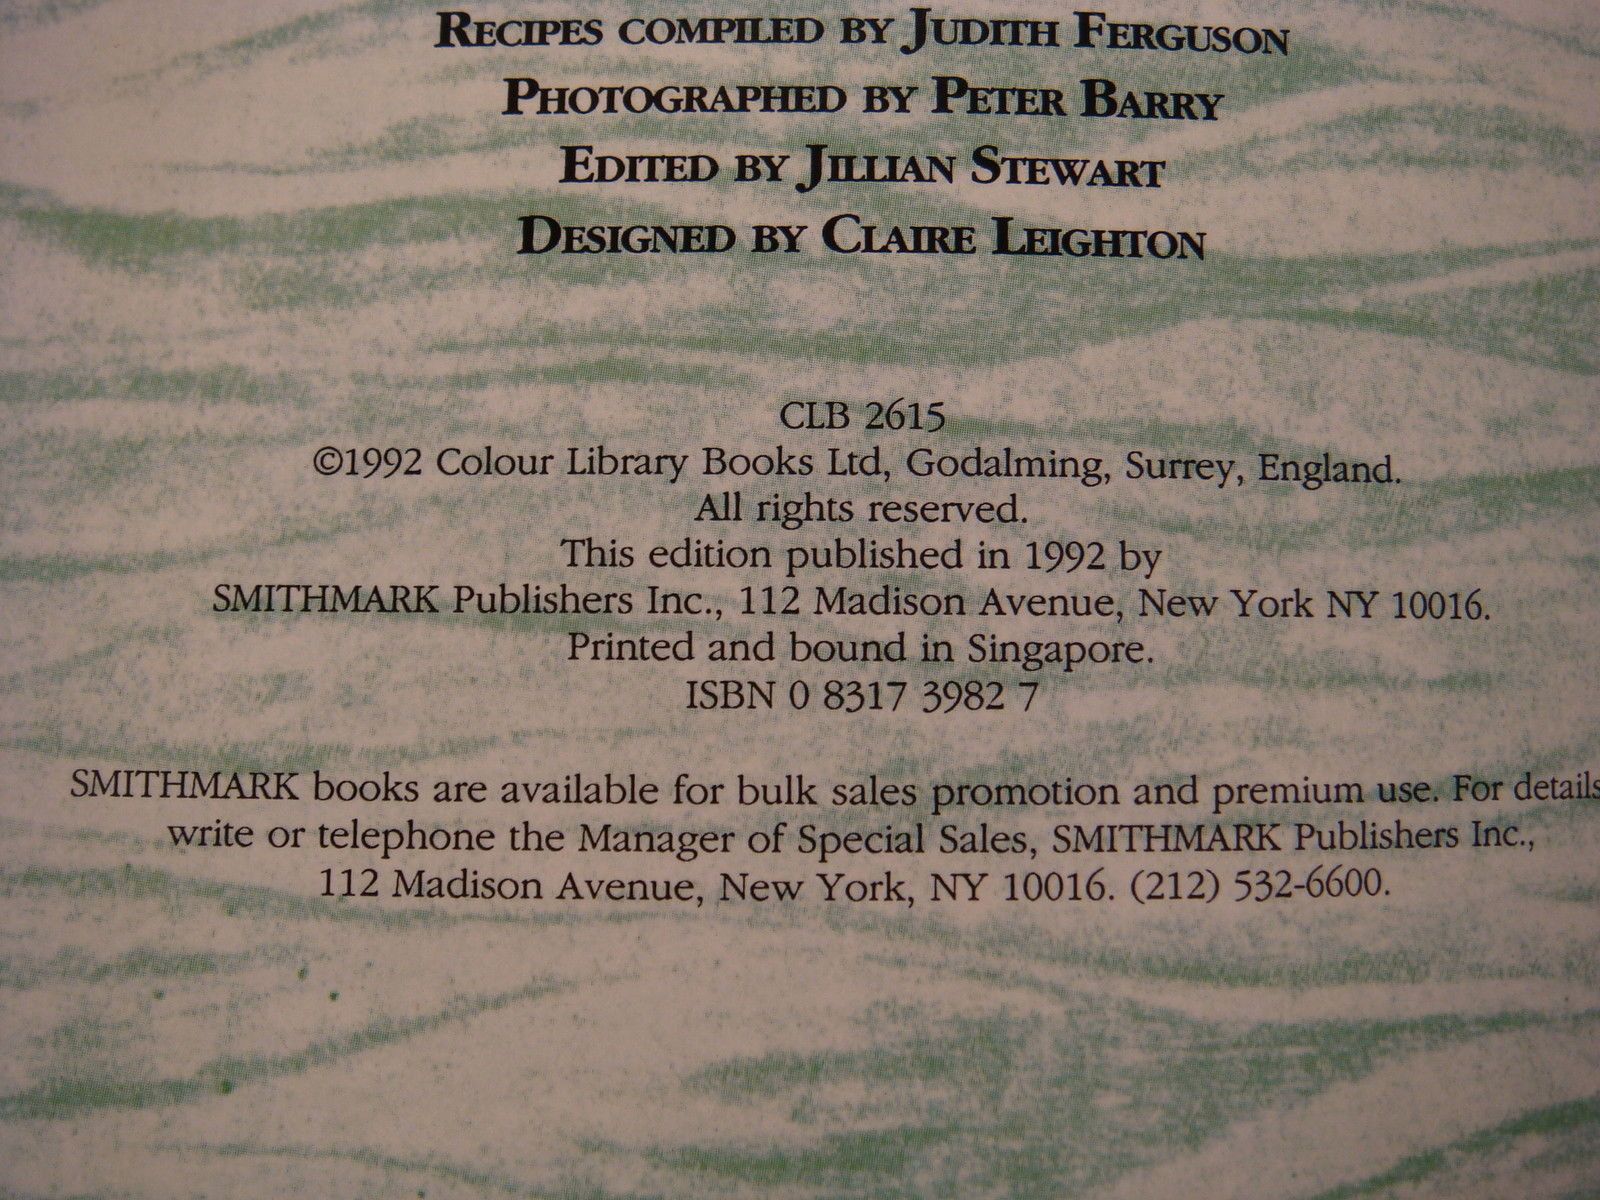 RECIPES COMPILED BY JUDITH FERGUSON
PHOTOGRAPHED BY PETER BARRY
EDITED BY JILLIAN STEWART
DESIGNED BY CLAIRE LEIGHTON
CLB 2615
©1992 Colour Library Books Ltd, Godalming, Surrey, England.
All rights reserved.
This edition published in 1992 by
SMITHMARK Publishers Inc., 112 Madison Avenue, New York NY 10016.
Printed and bound in Singapore.
ISBN 0 8317 3982 7
SMITHMARK books are available for bulk sales promotion and premium use. For details
write or telephone the Manager of Special Sales, SMITHMARK Publishers Inc.,
112 Madison Avenue, New York, NY 10016. (212) 532-6600.